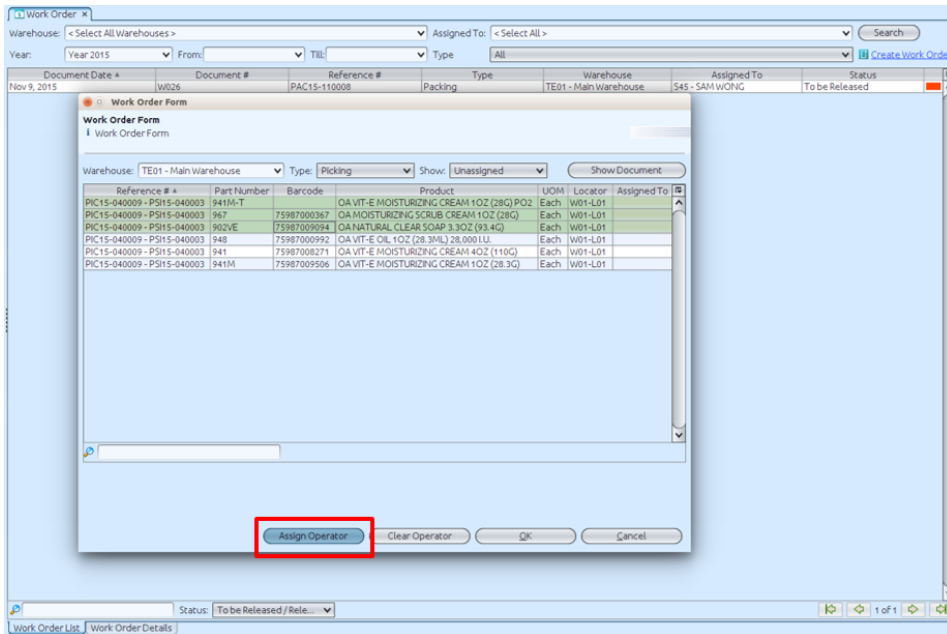 Work Order
Warehouse: < Select All Warehouses > Assigned To: < Select All > Search
Year: Year 2015 From: Till: Type All Create Work Orde
Document Date Document # Reference # Type Warehouse Assigned To Status
Nov 9, 2015 W026 PAC15-110008 Packing TE01 - Main Warehouse S45 - SAM WONG To be Released
Work Order Form
Work Order Form
i Work Order Form
Warehouse: TE01 - Main Warehouse Type: Picking Show: Unassigned Show Document
Reference # Part Number Barcode Product UOM Locator Assigned To
PIC15-040009 - PSI15-040003 941M-T OA VIT-E MOISTURIZING CREAM 1OZ (28G) PO2 Each W01-L01
PIC15-040009 - PSI15-040003 967 75987000367 OA MOISTURIZING SCRUB CREAM 1OZ (28G) Each W01-L01
PIC15-040009 - PSI15-040003 902VE 75987009094 OA NATURAL CLEAR SOAP 3.3OZ (93.4G) Each W01-L01
PIC15-040009 - PSI15-040003 948 75987000992 OA VIT-E OIL 1OZ (28.3ML) 28,000 I.U. Each W01-L01
PIC15-040009 - PSI15-040003 941 75987008271 OA VIT-E MOISTURIZING CREAM 4OZ (110G) Each W01-L01
PIC15-040009 - PSI15-040003 941M 75987009506 OA VIT-E MOISTURIZING CREAM 1OZ (28.3G) Each W01-L01
Assign Operator Clear Operator OK Cancel
Status: To be Released / Rele... 1 of 1
Work Order List Work Order Details